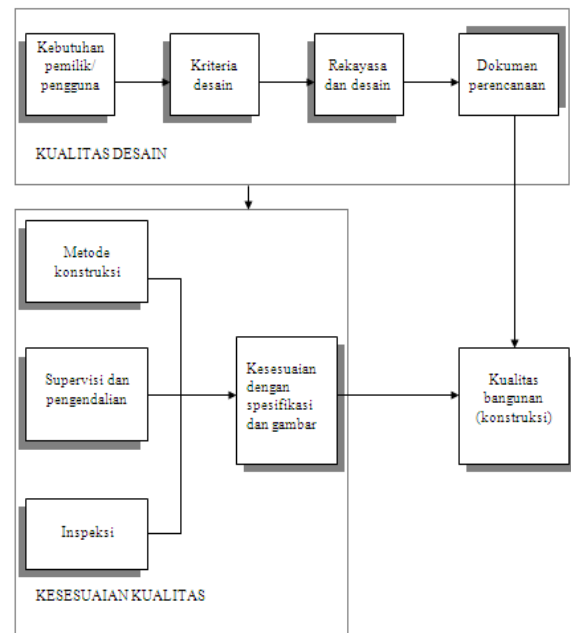 Kebutuhan
pemilik/
pengguna
Kriteria
desain
Rekayasa
dan desain
Dokumen
perencanaan
KUALITAS DESAIN
Metode
konstruksi
Supervisi dan
pengendalian
Inspeksi
Kesesuaian
dengan
spesifikasi
dan gambar
Kualitas
bangunan
(konstruksi)
KESESUAIAN KUALITAS